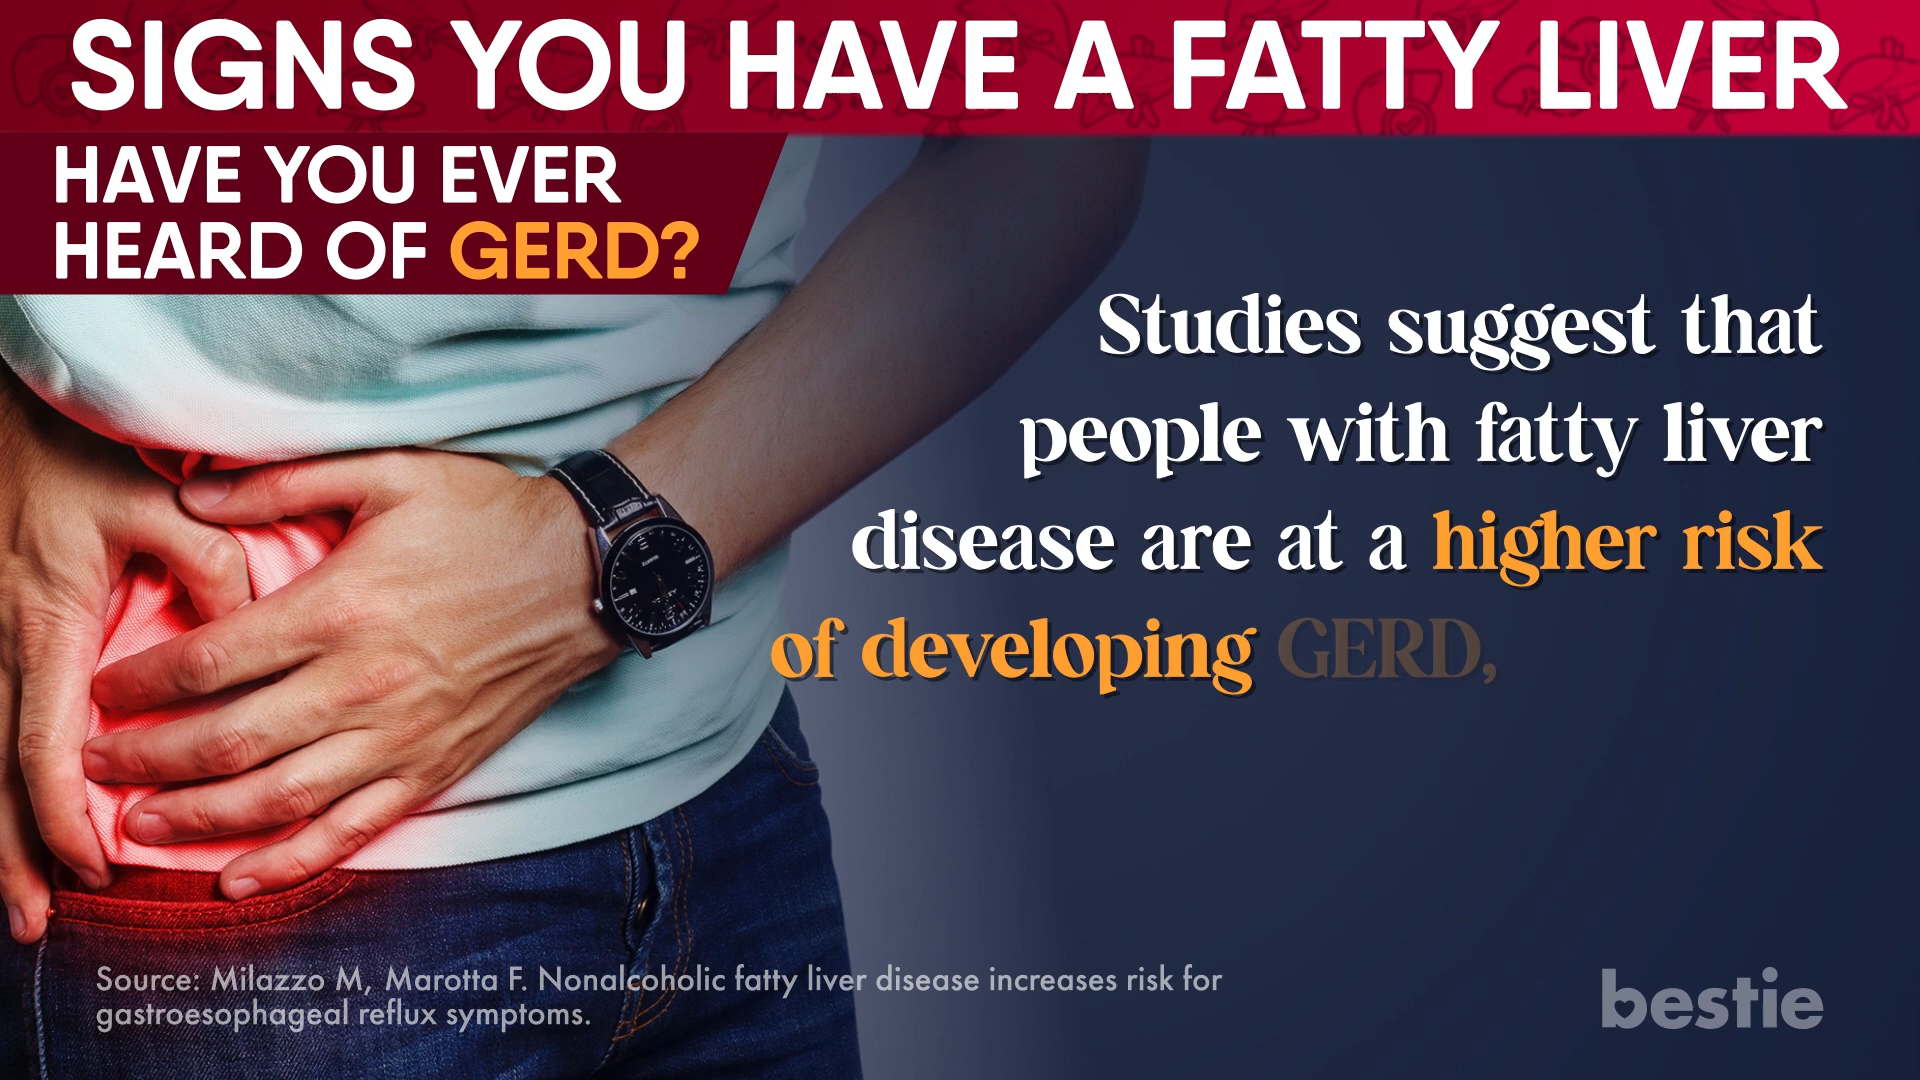 SIGNS YOU HAVE A FATTY LIVER
HAVE YOU EVER
HEARD OF GERD?
Studies suggest that
people with fatty liver
disease are at a higher risk
of developing GERD,
Source: Milazzo M, Marotta F. Nonalcoholic fatty liver disease increases risk for
gastroesophageal reflux symptoms.
bestie